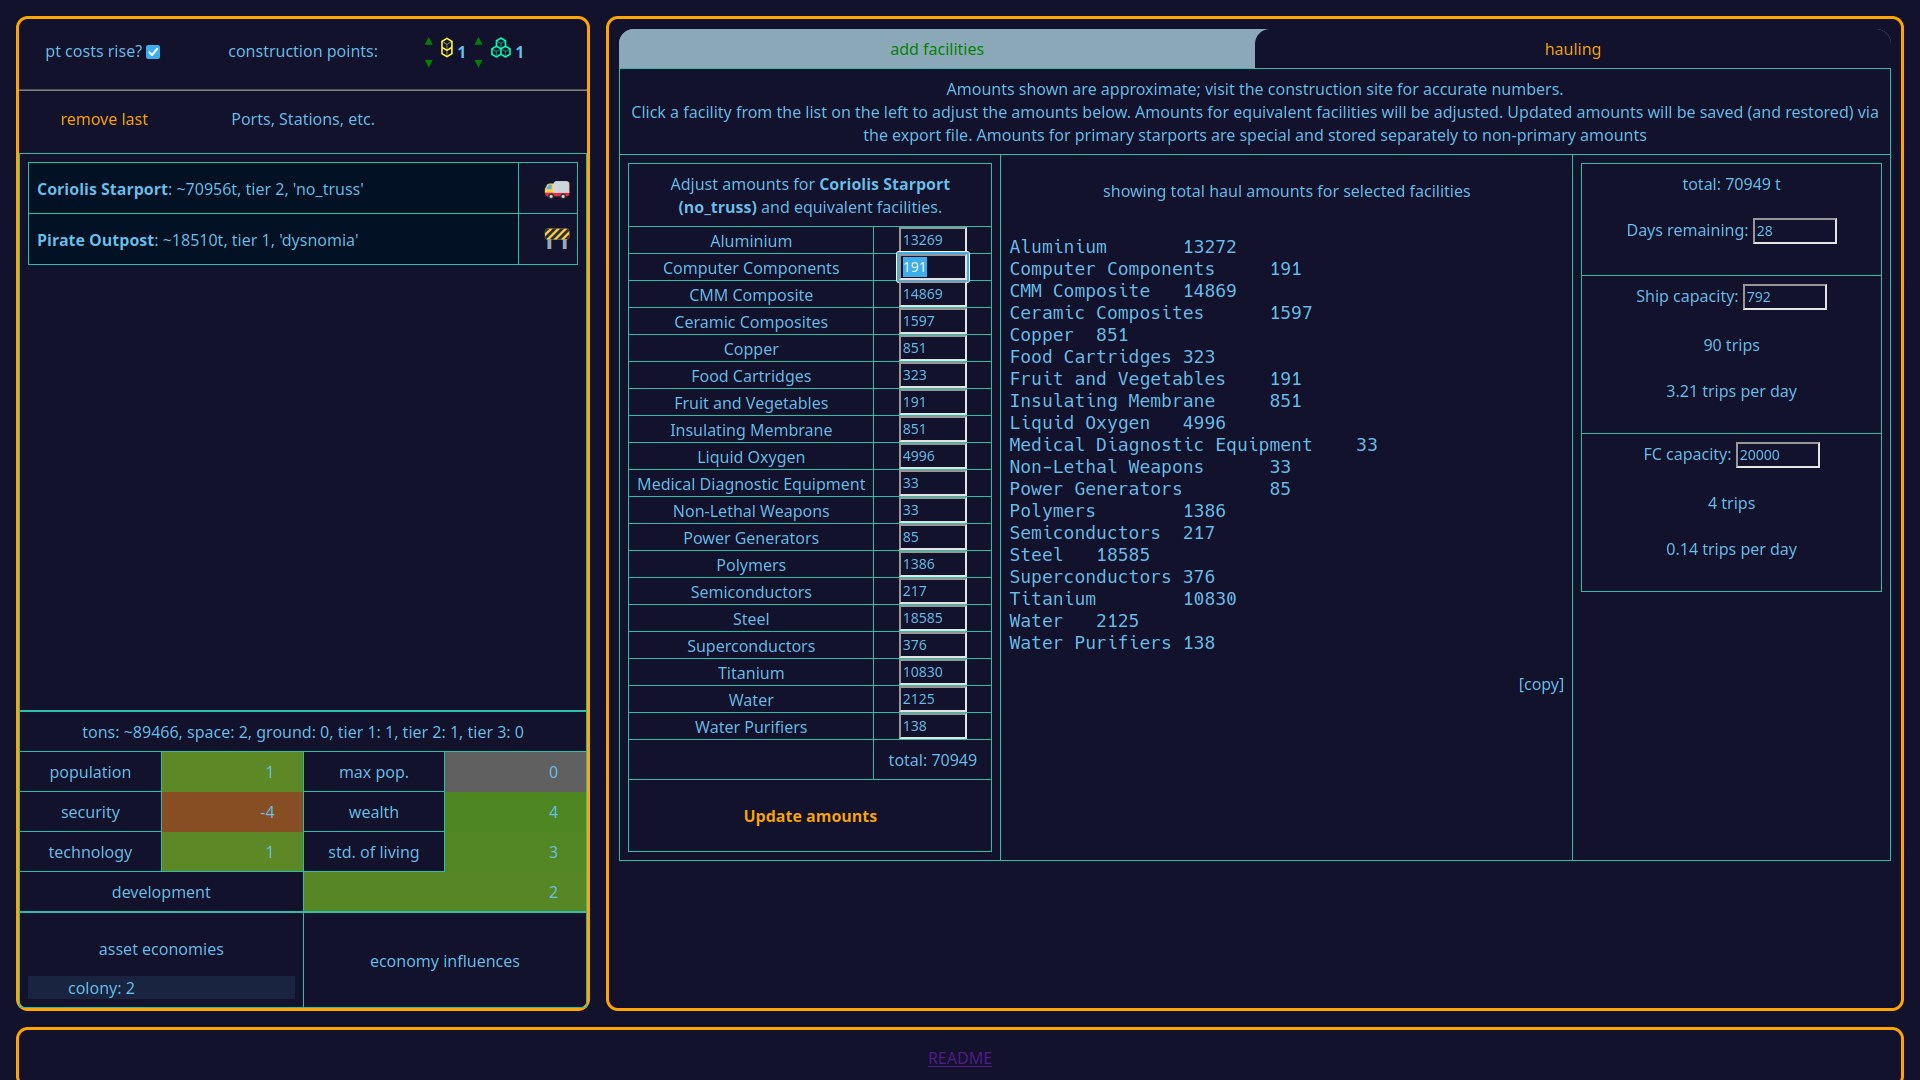 pt costs rise?
construction points:
1
1
remove last
Ports, Stations, etc.
Coriolis Starport: ~70956t, tier 2, 'no_truss'
Pirate Outpost: ~18510t, tier 1, 'dysnomia'
tons: ~89466, space: 2, ground: 0, tier 1: 1, tier 2: 1, tier 3: 0
population 1 max pop. 0
security -4 wealth 4
technology 1 std. of living 3
development 2
asset economies
colony: 2
economy influences
add facilities
hauling
Amounts shown are approximate; visit the construction site for accurate numbers.
Click a facility from the list on the left to adjust the amounts below. Amounts for equivalent facilities will be adjusted. Updated amounts will be saved (and restored) via
the export file. Amounts for primary starports are special and stored separately to non-primary amounts
Adjust amounts for Coriolis Starport
(no_truss) and equivalent facilities.
Aluminium 13269
Computer Components 191
CMM Composite 14869
Ceramic Composites 1597
Copper 851
Food Cartridges 323
Fruit and Vegetables 191
Insulating Membrane 851
Liquid Oxygen 4996
Medical Diagnostic Equipment 33
Non-Lethal Weapons 33
Power Generators 85
Polymers 1386
Semiconductors 217
Steel 18585
Superconductors 376
Titanium 10830
Water 2125
Water Purifiers 138
total: 70949
Update amounts
showing total haul amounts for selected facilities
Aluminium 13272
Computer Components 191
CMM Composite 14869
Ceramic Composites 1597
Copper 851
Food Cartridges 323
Fruit and Vegetables 191
Insulating Membrane 851
Liquid Oxygen 4996
Medical Diagnostic Equipment 33
Non-Lethal Weapons 33
Power Generators 85
Polymers 1386
Semiconductors 217
Steel 18585
Superconductors 376
Titanium 10830
Water 2125
Water Purifiers 138
[copy]
total: 70949 t
Days remaining: 28
Ship capacity: 792
90 trips
3.21 trips per day
FC capacity: 20000
4 trips
0.14 trips per day
README